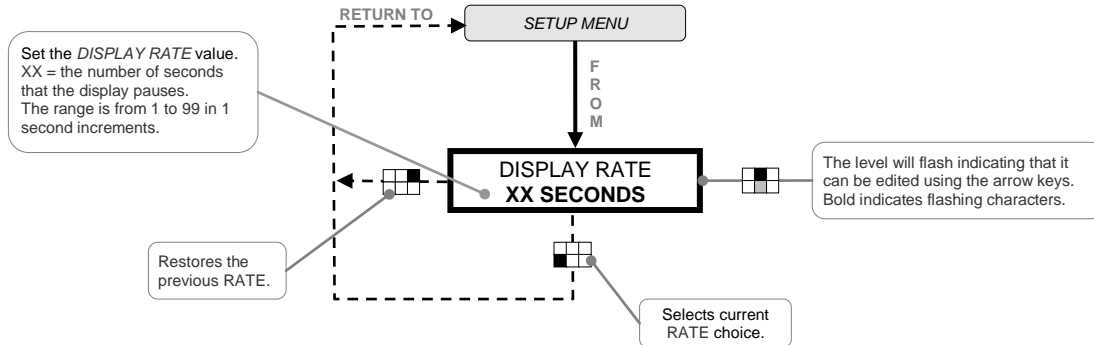 RETURN TO
SETUP MENU
Set the DISPLAY RATE value.
XX = the number of seconds
that the display pauses.
The range is from 1 to 99 in 1
second increments.
F
R
O
M
DISPLAY RATE
XX SECONDS
The level will flash indicating that it
can be edited using the arrow keys.
Bold indicates flashing characters.
Restores the
previous RATE.
Selects current
RATE choice.